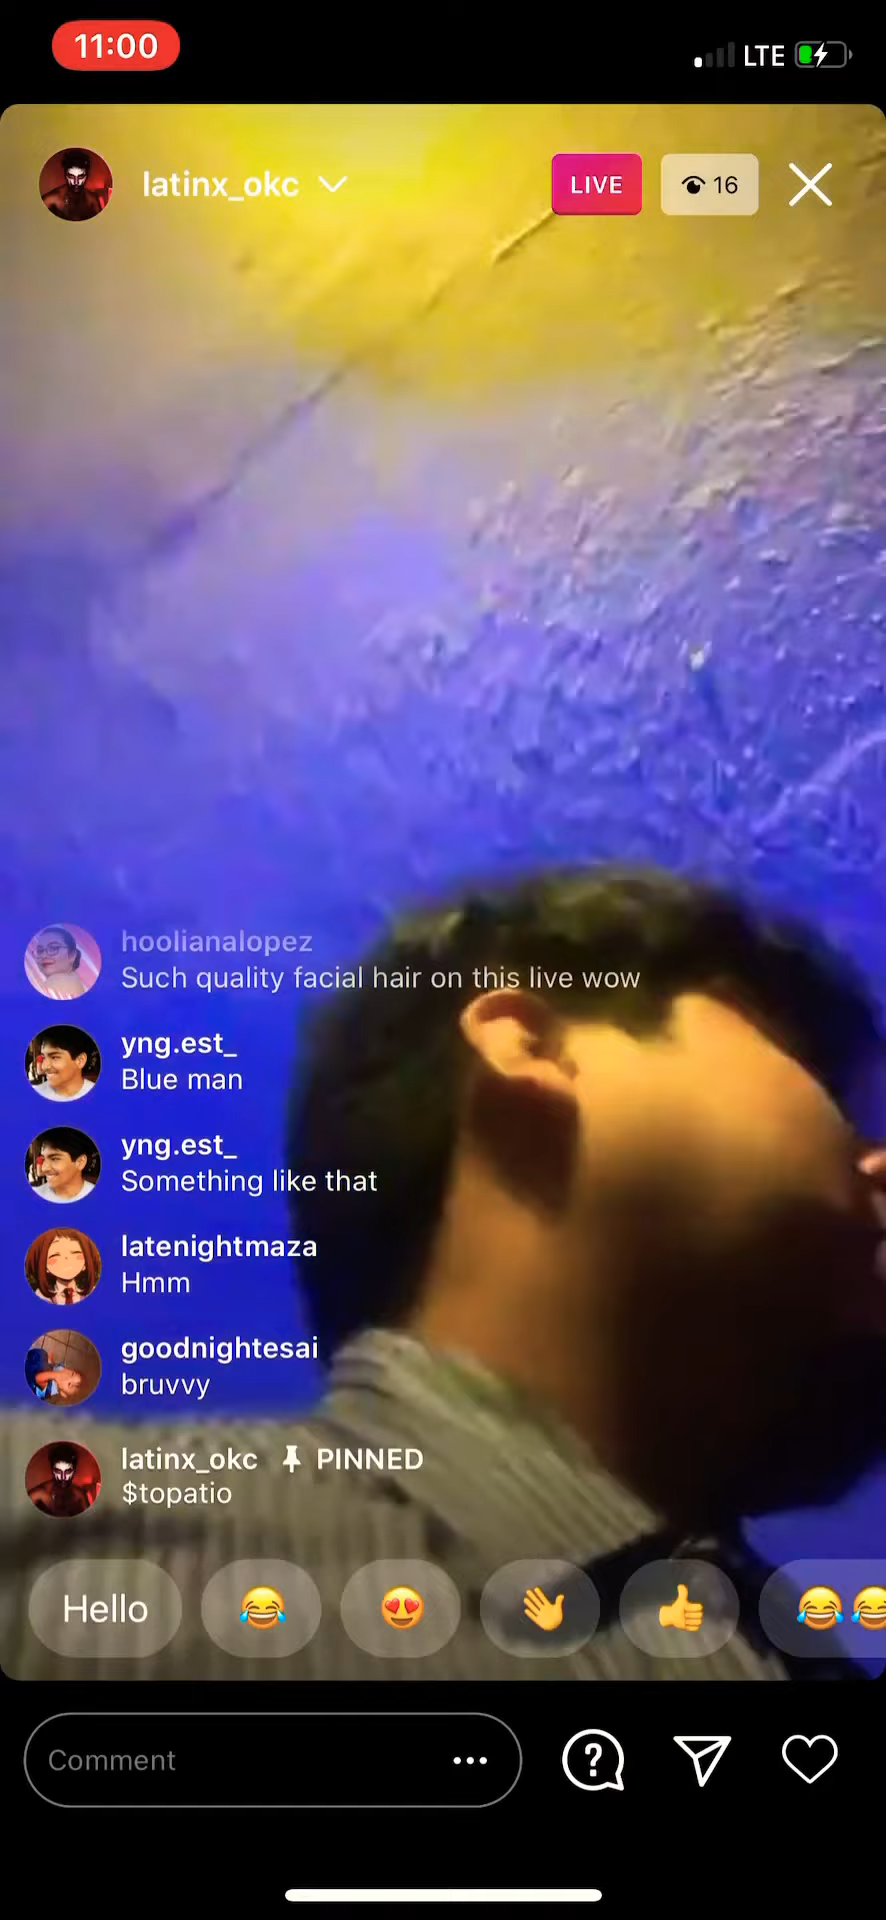 11:00
LTE
latinx_okc
LIVE
16
hoolianalopez
Such quality facial hair on this live wow
yng.est_
Blue man
yng.est_
Something like that
latenightmaza
Hmm
goodnightesai
bruvvy
latinx_okc PINNED
$topatio
Hello
Comment